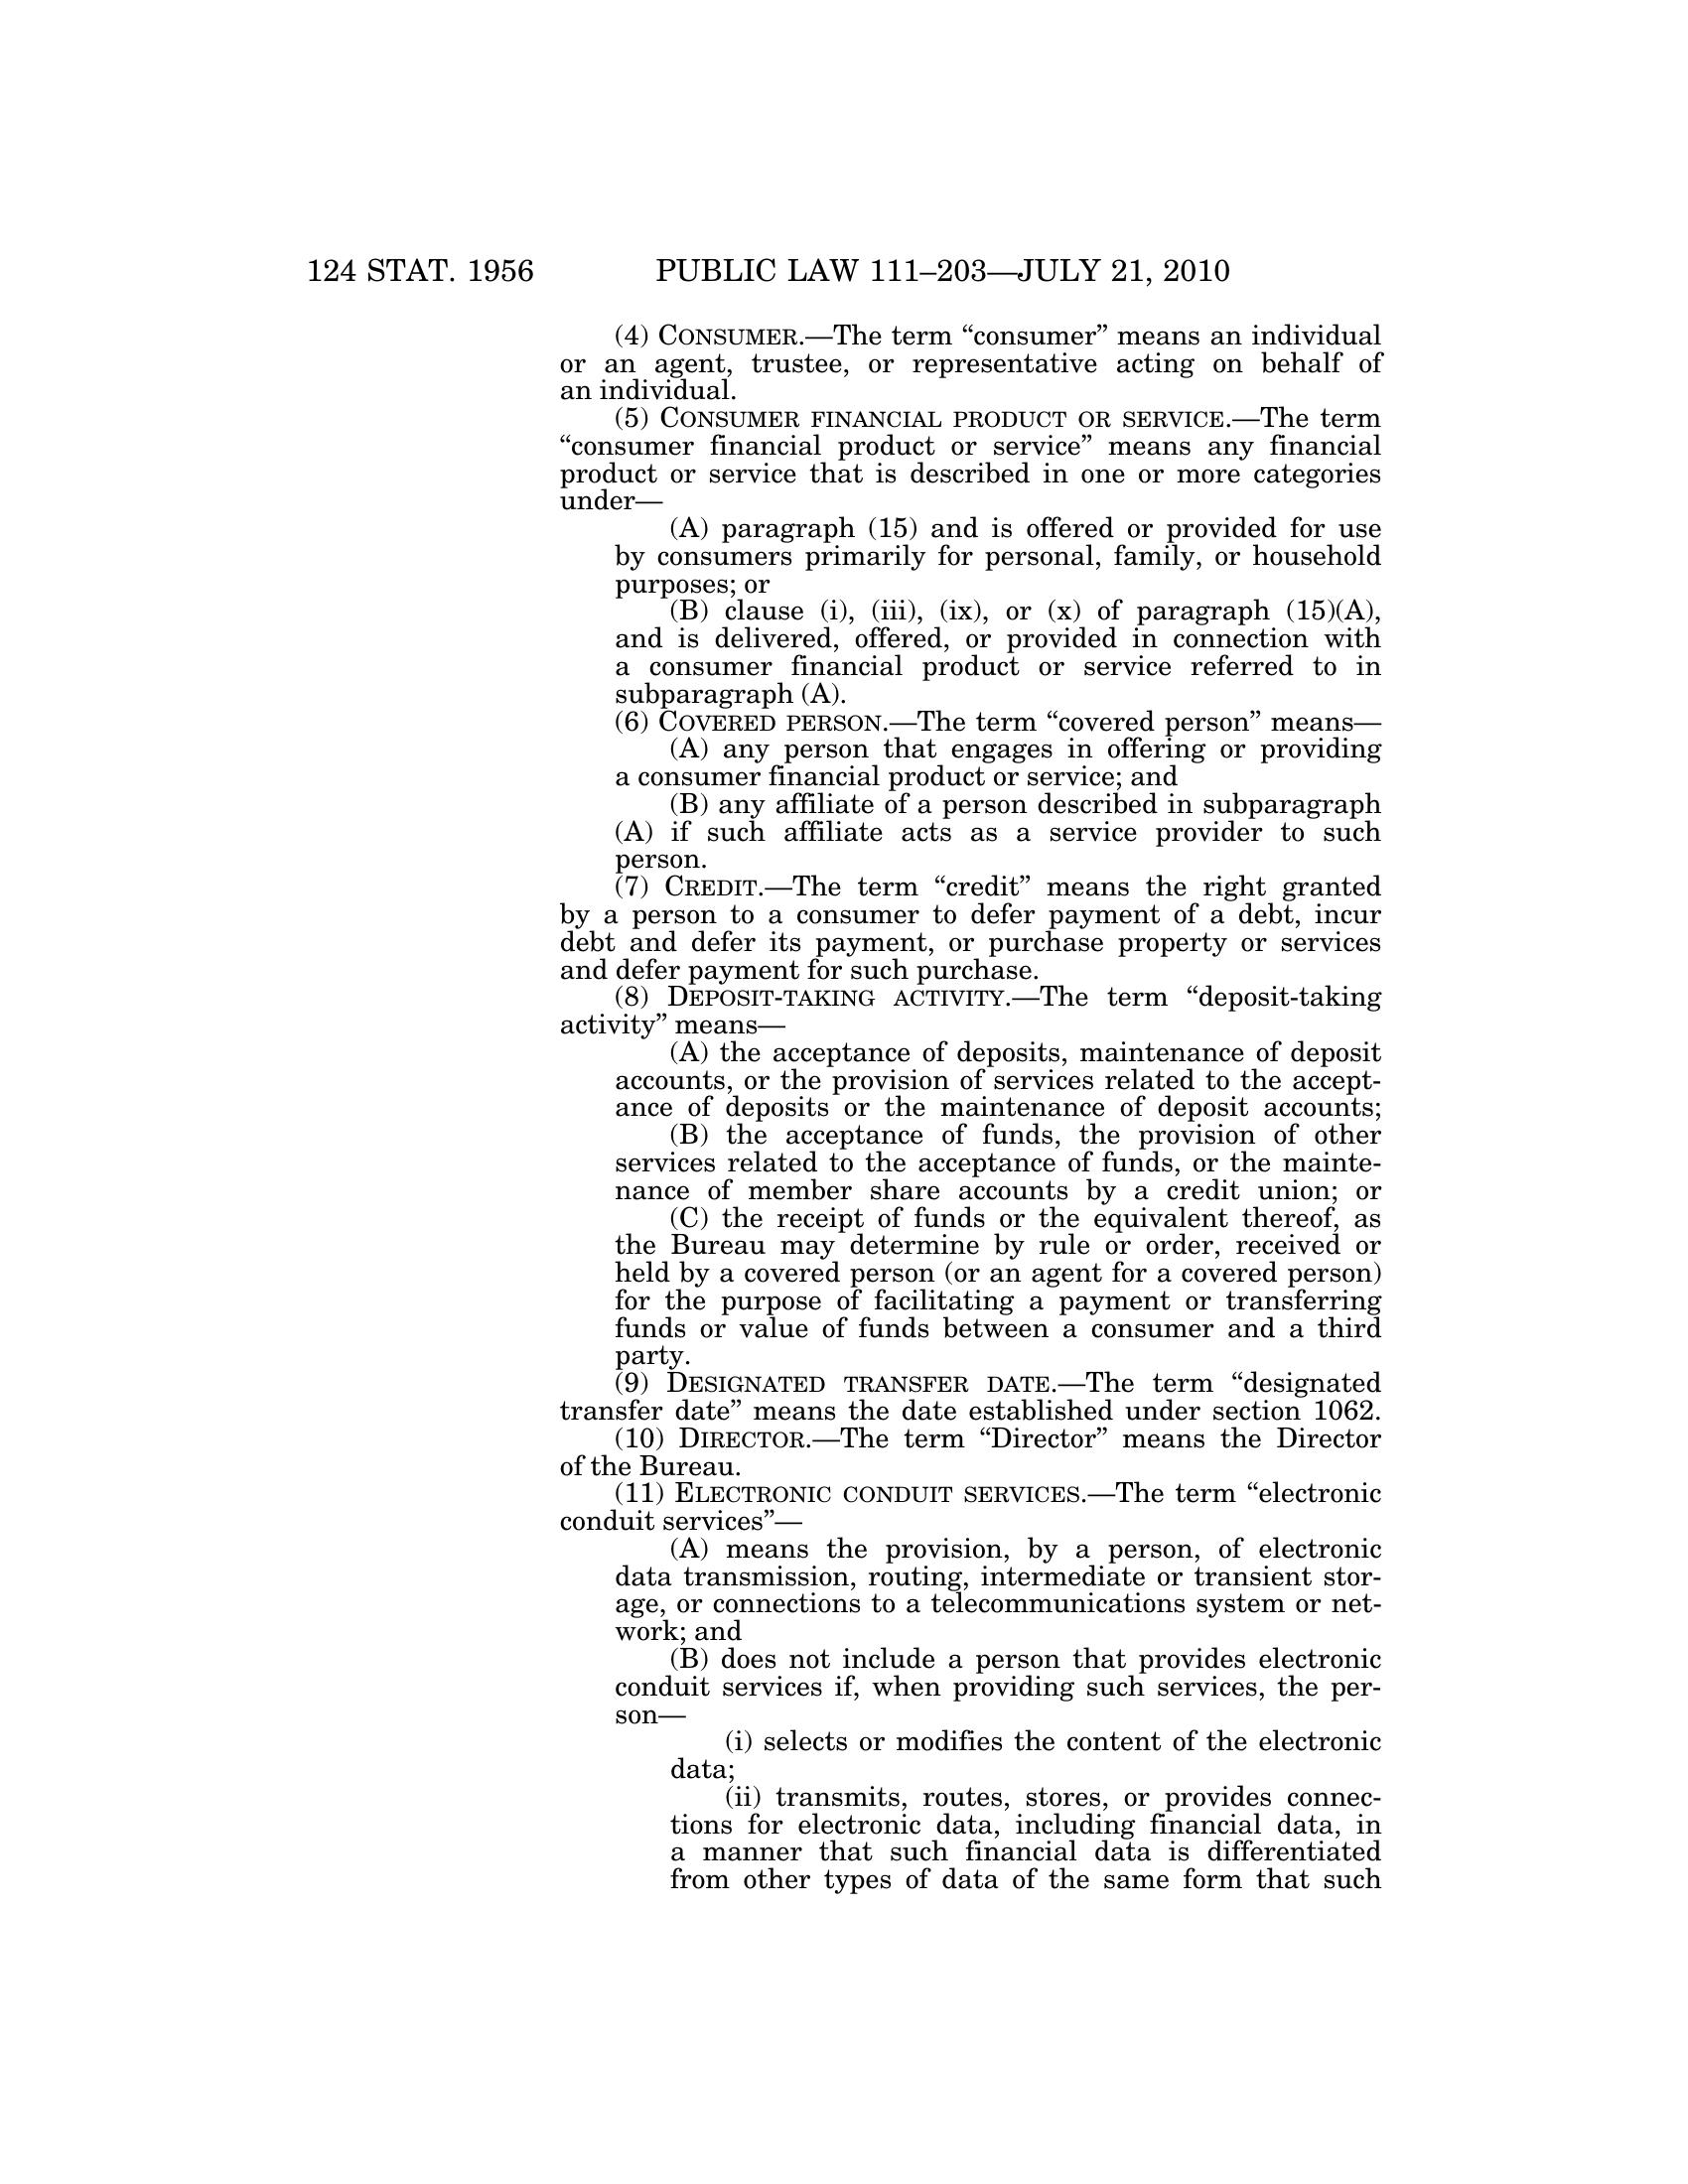 124 STAT. 1956 PUBLIC LAW 111–203—JULY 21, 2010
(4) CONSUMER.—The term “consumer” means an individual
or an agent, trustee, or representative acting on behalf of
an individual.
(5) CONSUMER FINANCIAL PRODUCT OR SERVICE.—The term
“consumer financial product or service” means any financial
product or service that is described in one or more categories
under—
(A) paragraph (15) and is offered or provided for use
by consumers primarily for personal, family, or household
purposes; or
(B) clause (i), (iii), (ix), or (x) of paragraph (15)(A),
and is delivered, offered, or provided in connection with
a consumer financial product or service referred to in
subparagraph (A).
(6) COVERED PERSON.—The term “covered person” means—
(A) any person that engages in offering or providing
a consumer financial product or service; and
(B) any affiliate of a person described in subparagraph
(A) if such affiliate acts as a service provider to such
person.
(7) CREDIT.—The term “credit” means the right granted
by a person to a consumer to defer payment of a debt, incur
debt and defer its payment, or purchase property or services
and defer payment for such purchase.
(8) DEPOSIT-TAKING ACTIVITY.—The term “deposit-taking
activity” means—
(A) the acceptance of deposits, maintenance of deposit
accounts, or the provision of services related to the accept-
ance of deposits or the maintenance of deposit accounts;
(B) the acceptance of funds, the provision of other
services related to the acceptance of funds, or the mainte-
nance of member share accounts by a credit union; or
(C) the receipt of funds or the equivalent thereof, as
the Bureau may determine by rule or order, received or
held by a covered person (or an agent for a covered person)
for the purpose of facilitating a payment or transferring
funds or value of funds between a consumer and a third
party.
(9) DESIGNATED TRANSFER DATE.—The term “designated
transfer date” means the date established under section 1062.
(10) DIRECTOR.—The term “Director” means the Director
of the Bureau.
(11) ELECTRONIC CONDUIT SERVICES.—The term “electronic
conduit services”—
(A) means the provision, by a person, of electronic
data transmission, routing, intermediate or transient stor-
age, or connections to a telecommunications system or net-
work; and
(B) does not include a person that provides electronic
conduit services if, when providing such services, the per-
son—
(i) selects or modifies the content of the electronic
data;
(ii) transmits, routes, stores, or provides connec-
tions for electronic data, including financial data, in
a manner that such financial data is differentiated
from other types of data of the same form that such